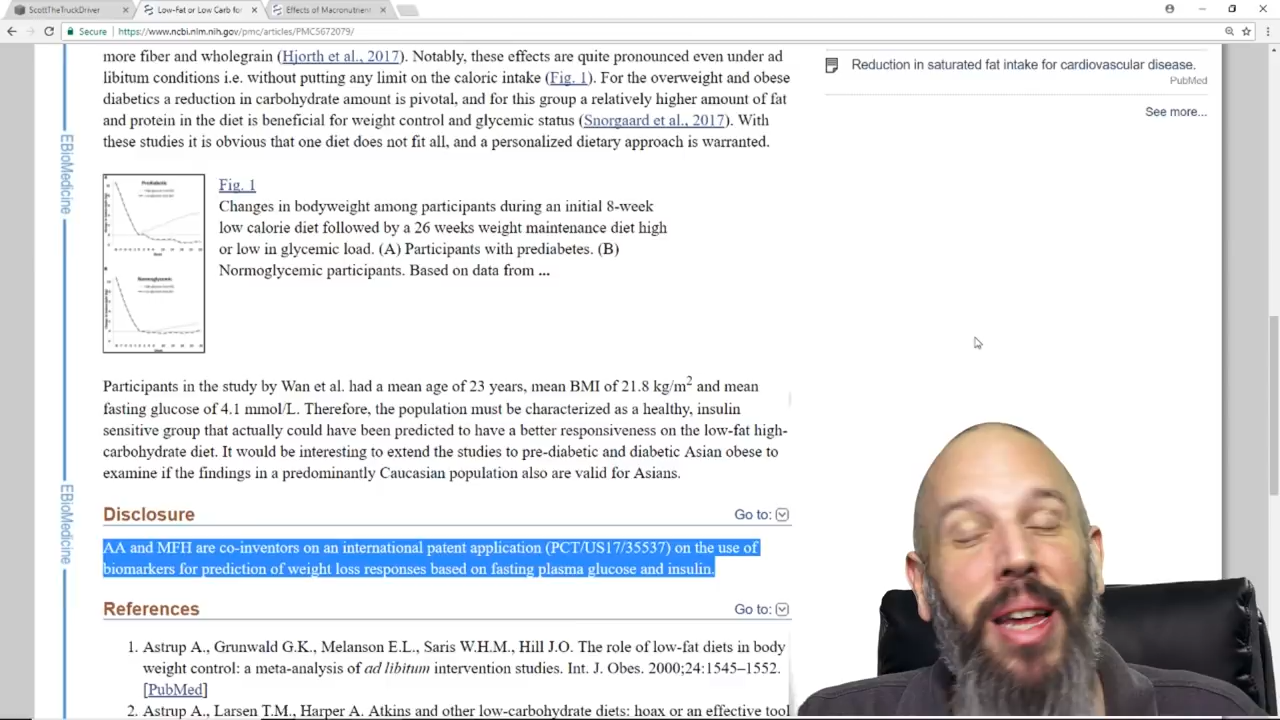 ScottTheTruckDriver
Low-Fat or Low Carb for
Effects of Macronutrient
Secure
https://www.ncbi.nlm.nih.gov/pmc/articles/PMC5672079/
more fiber and wholegrain (Hjorth et al., 2017). Notably, these effects are quite pronounced even under ad
libitum conditions i.e. without putting any limit on the caloric intake (Fig. 1). For the overweight and obese
diabetics a reduction in carbohydrate amount is pivotal, and for this group a relatively higher amount of fat
and protein in the diet is beneficial for weight control and glycemic status (Snorgaard et al., 2017). With
these studies it is obvious that one diet does not fit all, and a personalized dietary approach is warranted.
Reduction in saturated fat intake for cardiovascular disease.
PubMed
See more...
EBioMedicine
Prediabetic
Normoglycemic
Fig. 1
Changes in bodyweight among participants during an initial 8-week
low calorie diet followed by a 26 weeks weight maintenance diet high
or low in glycemic load. (A) Participants with prediabetes. (B)
Normoglycemic participants. Based on data from ...
Participants in the study by Wan et al. had a mean age of 23 years, mean BMI of 21.8 kg/m2 and mean
fasting glucose of 4.1 mmol/L. Therefore, the population must be characterized as a healthy, insulin
sensitive group that actually could have been predicted to have a better responsiveness on the low-fat high-
carbohydrate diet. It would be interesting to extend the studies to pre-diabetic and diabetic Asian obese to
examine if the findings in a predominantly Caucasian population also are valid for Asians.
EBioMedicine
Disclosure
Go to:
AA and MFH are co-inventors on an international patent application (PCT/US17/35537) on the use of
biomarkers for prediction of weight loss responses based on fasting plasma glucose and insulin.
References
Go to:
1. Astrup A., Grunwald G.K., Melanson E.L., Saris W.H.M., Hill J.O. The role of low-fat diets in body
weight control: a meta-analysis of ad libitum intervention studies. Int. J. Obes. 2000;24:1545–1552.
[PubMed]
2. Astrup A., Larsen T.M., Harper A. Atkins and other low-carbohydrate diets: hoax or an effective tool